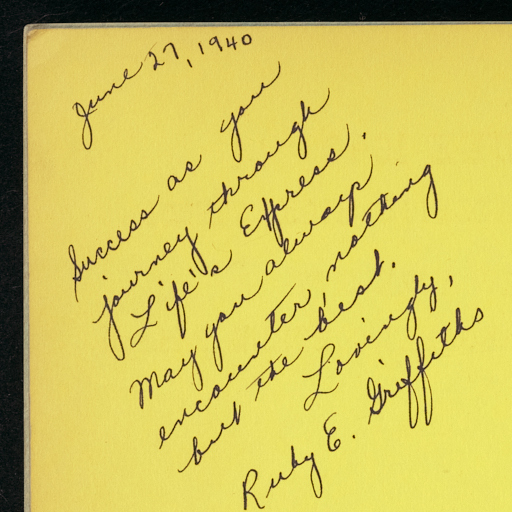 June 27, 1940
Success as you
journey through
Life's Express.
May you always
encounter, nothing
but the best.
Lovingly,
Ruby E. Griffiths